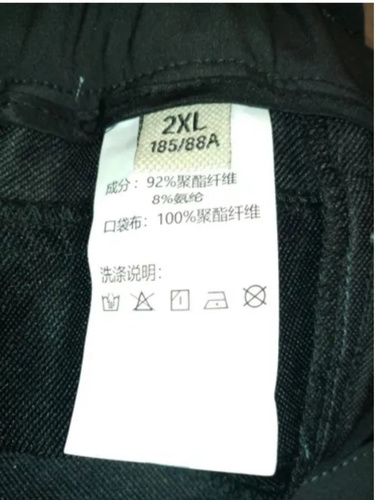 2XL
185/88A
成分：92%聚酯纤维
8%氨纶
口袋布：100%聚酯纤维
洗涤说明：